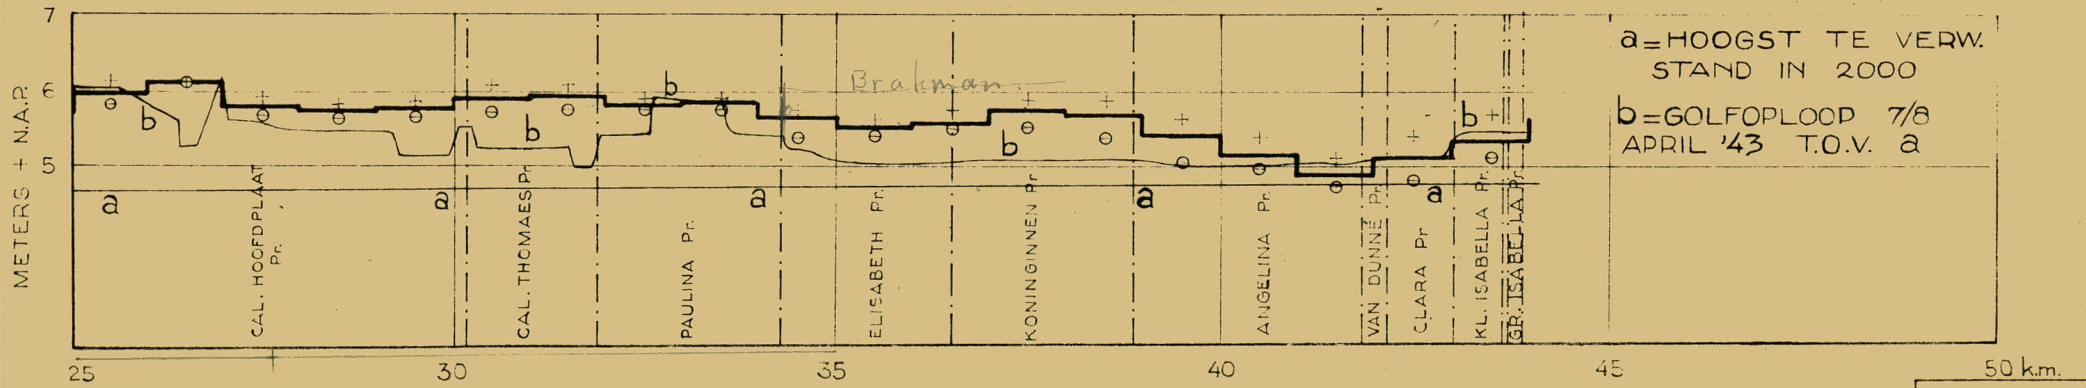 7
6
5
METERS + N.A.P.
b
b
b
b
b
Brakman
a
a
a
a
a
CAL. HOOFDPLAAT
Pr.
CAL. THOMAES Pr.
PAULINA Pr.
ELISABETH Pr.
KONINGINNEN Pr.
ANGELINA Pr.
VAN DUNNÉ Pr.
CLARA Pr
KL. ISABELLA Pr.
GR. ISABELLA Pr.
25
30
35
40
45
50 k.m.
a = HOOGST TE VERW.
STAND IN 2000
b = GOLFOPLOOP 7/8
APRIL '43 T.O.V. a